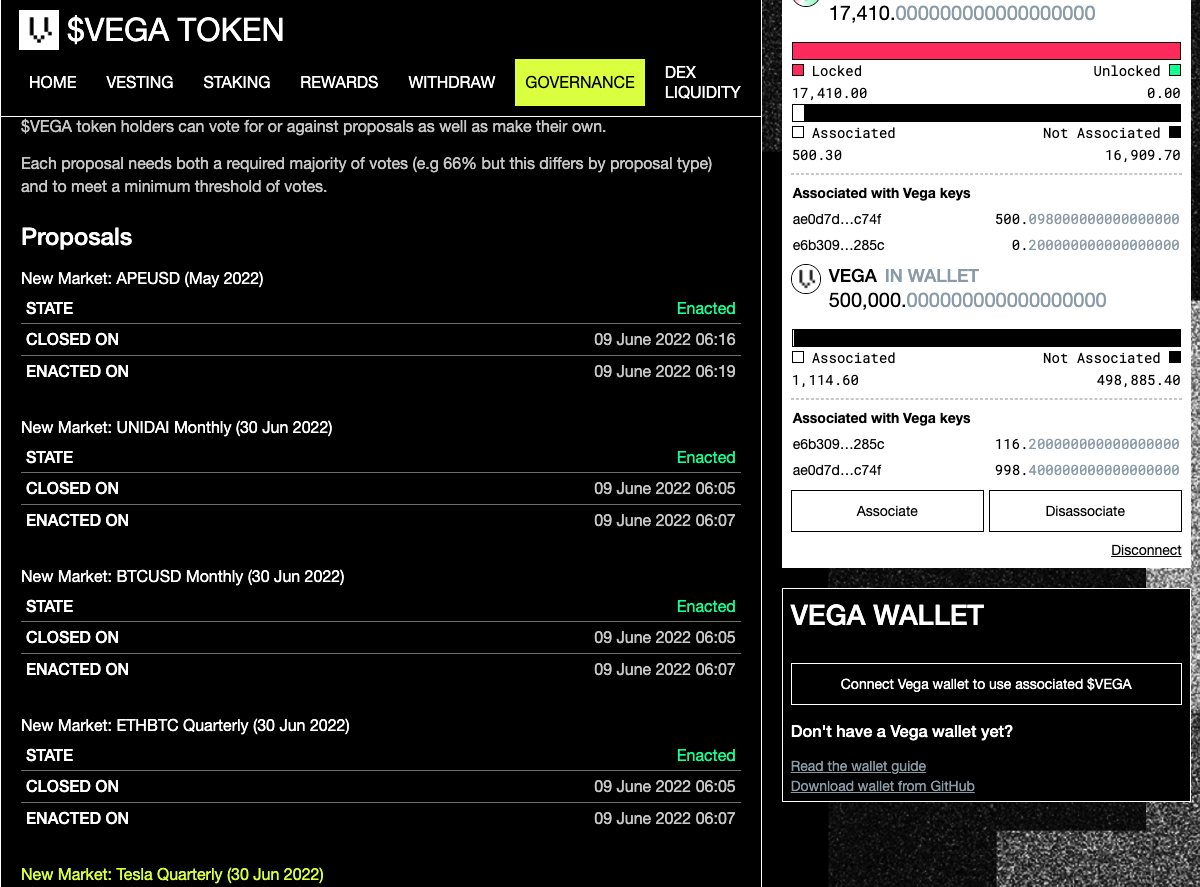 $VEGA TOKEN
HOME VESTING STAKING REWARDS WITHDRAW GOVERNANCE DEX LIQUIDITY
$VEGA token holders can vote for or against proposals as well as make their own.
Each proposal needs both a required majority of votes (e.g 66% but this differs by proposal type)
and to meet a minimum threshold of votes.
Proposals
New Market: APEUSD (May 2022)
STATE Enacted
CLOSED ON 09 June 2022 06:16
ENACTED ON 09 June 2022 06:19
New Market: UNIDAI Monthly (30 Jun 2022)
STATE Enacted
CLOSED ON 09 June 2022 06:05
ENACTED ON 09 June 2022 06:07
New Market: BTCUSD Monthly (30 Jun 2022)
STATE Enacted
CLOSED ON 09 June 2022 06:05
ENACTED ON 09 June 2022 06:07
New Market: ETHBTC Quarterly (30 Jun 2022)
STATE Enacted
CLOSED ON 09 June 2022 06:05
ENACTED ON 09 June 2022 06:07
New Market: Tesla Quarterly (30 Jun 2022)
17,410.000000000000000000
Locked Unlocked
17,410.00 0.00
Associated Not Associated
500.30 16,909.70
Associated with Vega keys
ae0d7d…c74f 500.098000000000000000
e6b309…285c 0.200000000000000000
VEGA IN WALLET
500,000.000000000000000000
Associated Not Associated
1,114.60 498,885.40
Associated with Vega keys
e6b309…285c 116.200000000000000000
ae0d7d…c74f 998.400000000000000000
Associate Disassociate
Disconnect
VEGA WALLET
Connect Vega wallet to use associated $VEGA
Don't have a Vega wallet yet?
Read the wallet guide
Download wallet from GitHub